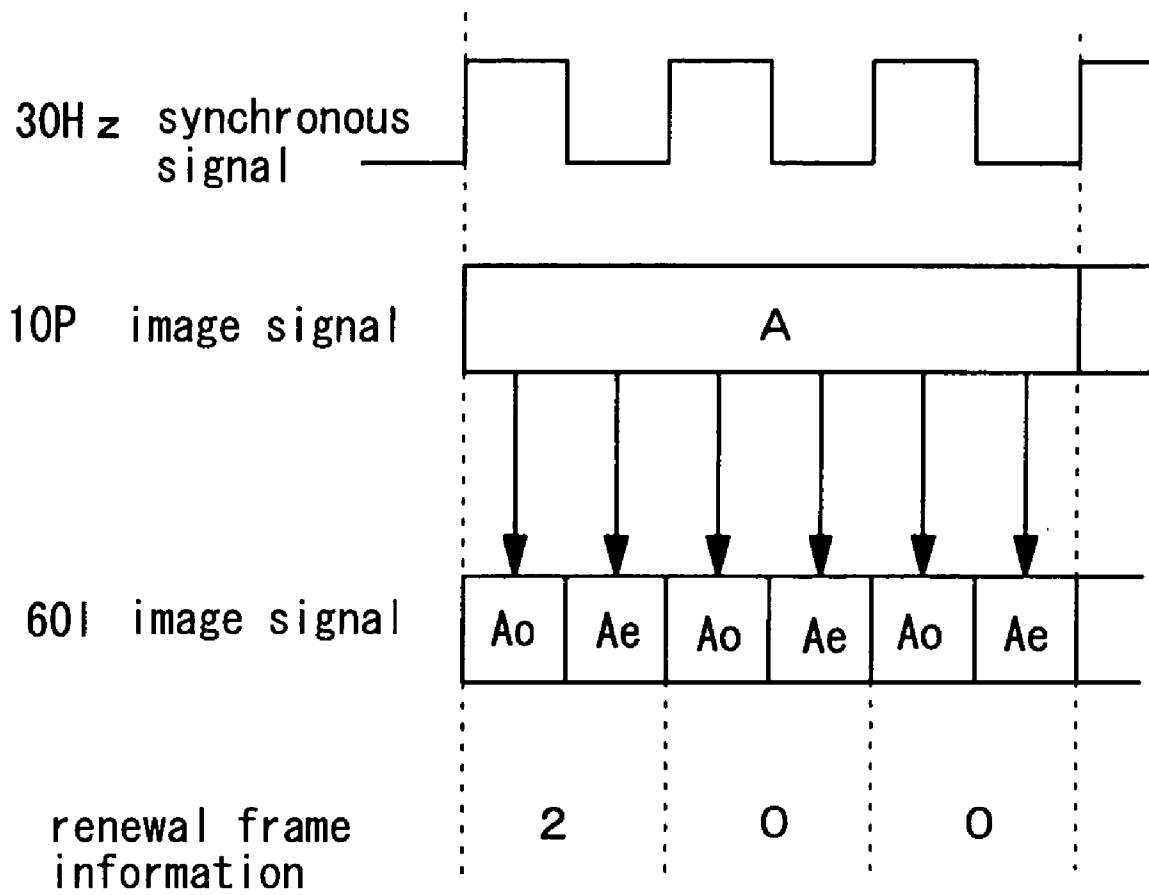 30Hz synchronous
signal
10P image signal
A
60I image signal
Ao Ae Ao Ae Ao Ae
renewal frame
information
2 0 0